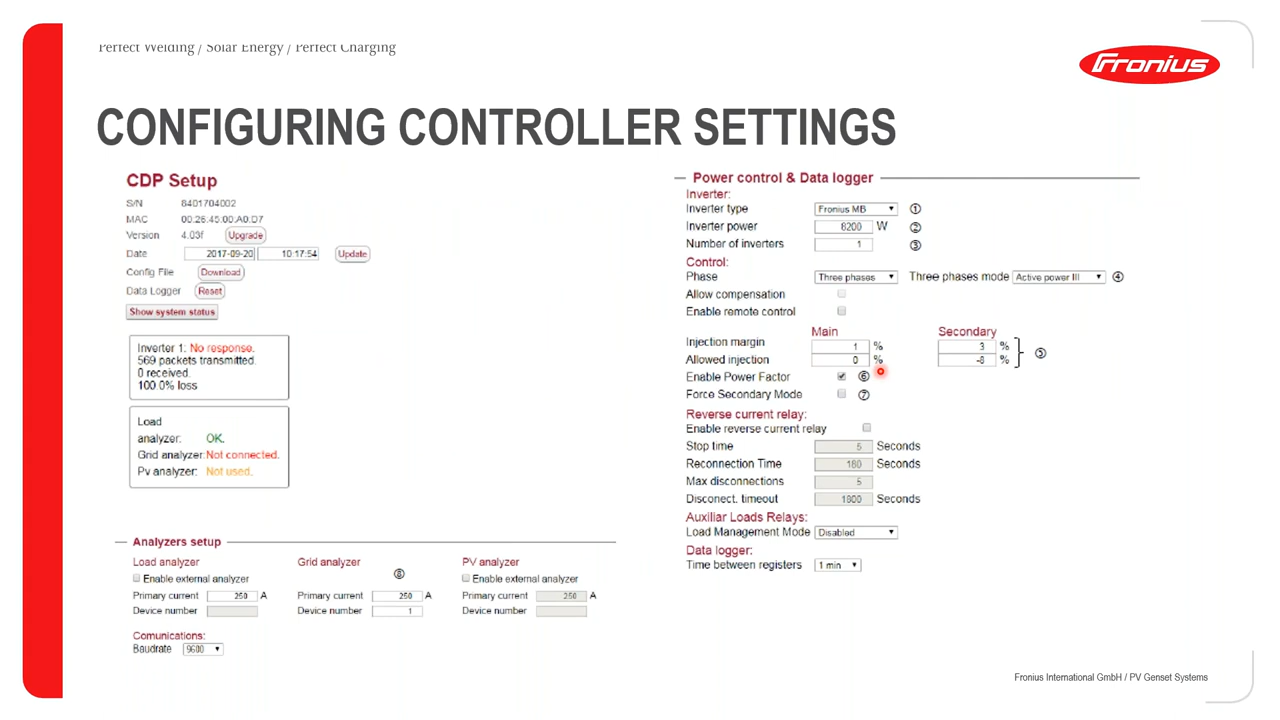 Perfect Welding / Solar Energy / Perfect Charging
Fronius
CONFIGURING CONTROLLER SETTINGS
CDP Setup
S/N 8401704002
MAC 00:26:45:00:A0:D7
Version 4.03f Upgrade
Date 2017-09-20 10:17:54 Update
Config File Download
Data Logger Reset
Show system status
Inverter 1: No response.
569 packets transmitted.
0 received.
100.0% loss
Load
analyzer: OK.
Grid analyzer: Not connected.
Pv analyzer: Not used.
Analyzers setup
Load analyzer Grid analyzer PV analyzer
Enable external analyzer ⑧ Enable external analyzer
Primary current 250 A Primary current 250 A Primary current 250 A
Device number Device number 1 Device number
Comunications:
Baudrate 9600
Power control & Data logger
Inverter:
Inverter type Fronius MB ①
Inverter power 8200 W ②
Number of inverters 1 ③
Control:
Phase Three phases Three phases mode Active power III ④
Allow compensation
Enable remote control
Main Secondary
Injection margin 1 % 3 %
Allowed injection 0 % -8 % ⑤
Enable Power Factor ⑥
Force Secondary Mode ⑦
Reverse current relay:
Enable reverse current relay
Stop time 5 Seconds
Reconnection Time 180 Seconds
Max disconnections 5
Disconect. timeout 1800 Seconds
Auxiliar Loads Relays:
Load Management Mode Disabled
Data logger:
Time between registers 1 min
Fronius International GmbH / PV Genset Systems